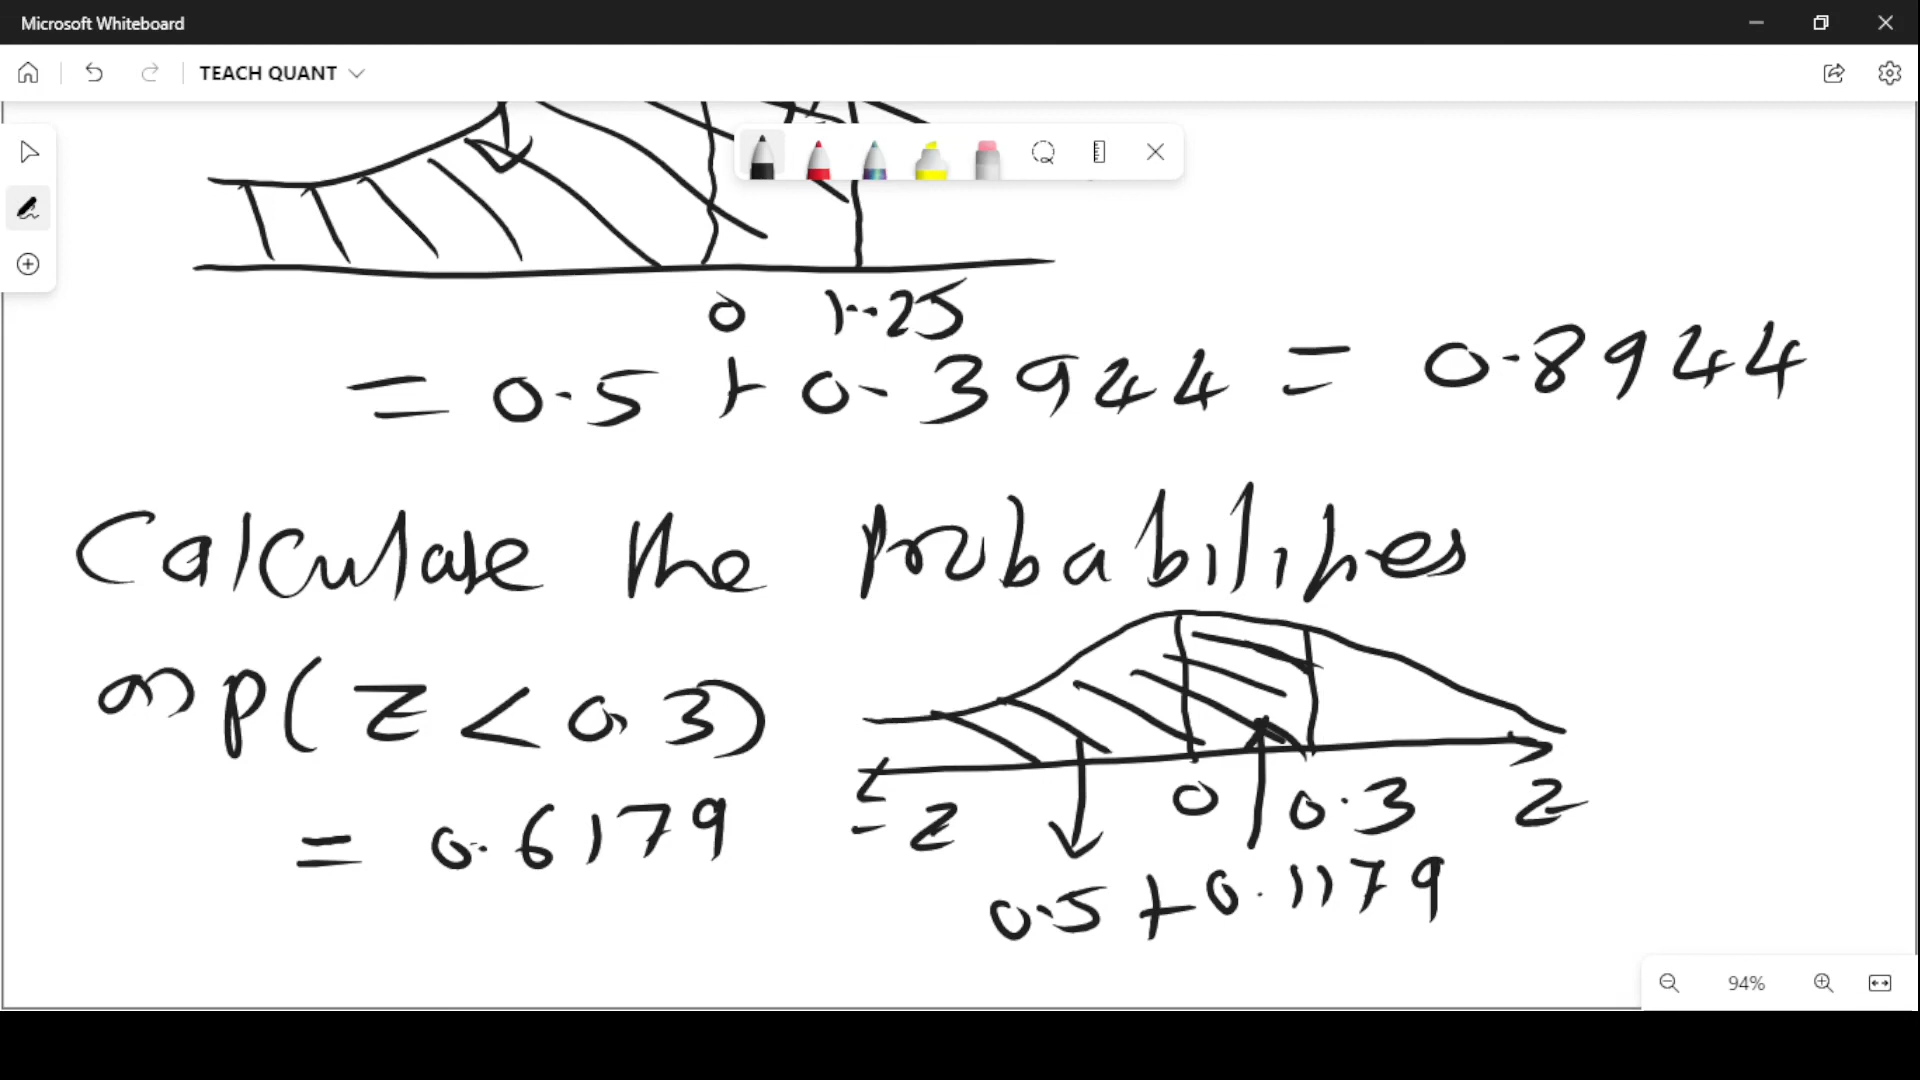 Microsoft Whiteboard
TEACH QUANT
0 1.25
= 0.5 + 0.3944 = 0.8944
Calculate the probabilities
a) P(Z < 0.3)
-Z 0 0.3 Z
= 0.6179
0.5 + 0.1179
94%